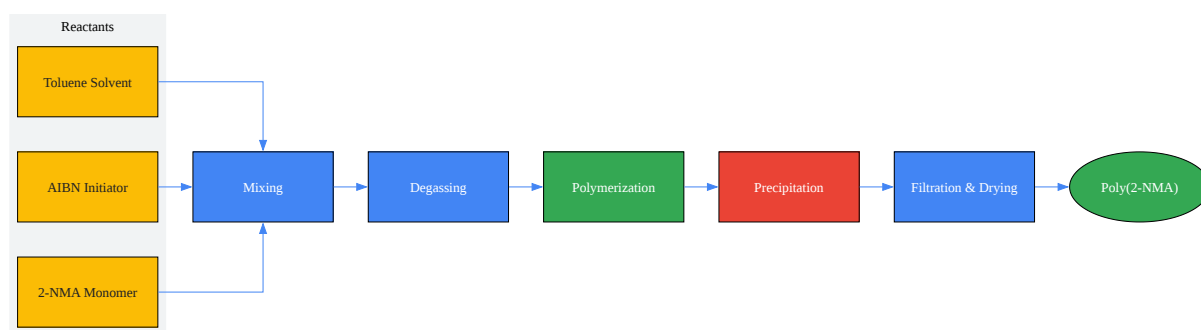 Reactants
Toluene Solvent
AIBN Initiator
Mixing
Degassing
Polymerization
Precipitation
Filtration & Drying
Poly(2-NMA)
2-NMA Monomer